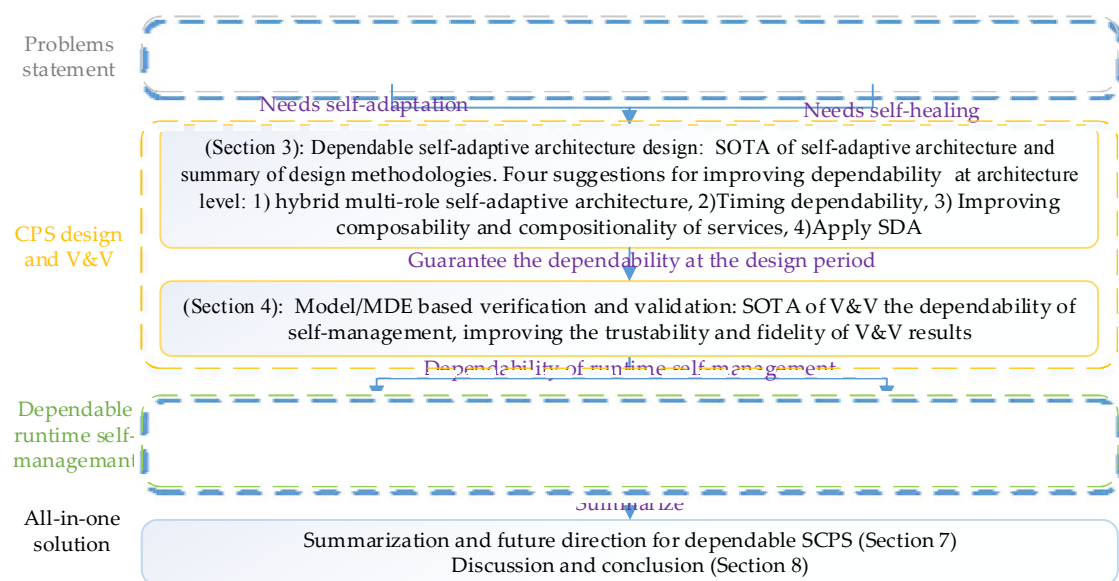 Problems
statement
Needs self-adaptation
Needs self-healing
CPS design
and V&V
(Section 3): Dependable self-adaptive architecture design: SOTA of self-adaptive architecture and
summary of design methodologies. Four suggestions for improving dependability at architecture
level: 1) hybrid multi-role self-adaptive architecture, 2)Timing dependability, 3) Improving
composability and compositionality of services, 4)Apply SDA
Guarantee the dependability at the design period
(Section 4): Model/MDE based verification and validation: SOTA of V&V the dependability of
self-management, improving the trustability and fidelity of V&V results
Dependability of runtime self-management
Dependable
runtime self-
managemant
Summarize
All-in-one
solution
Summarization and future direction for dependable SCPS (Section 7)
Discussion and conclusion (Section 8)